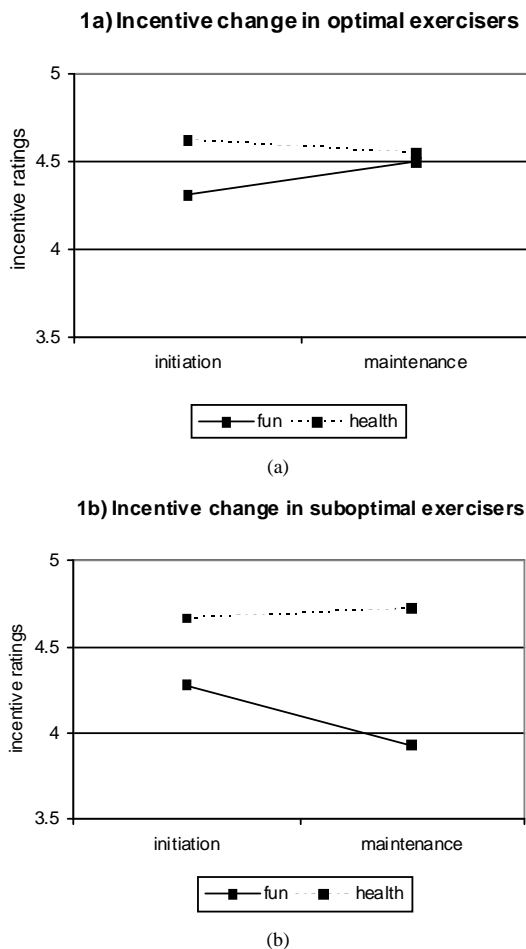 1a) Incentive change in optimal exercisers
5
4.5
4
3.5
incentive ratings
initiation maintenance
fun health
(a)
1b) Incentive change in suboptimal exercisers
5
4.5
4
3.5
incentive ratings
initiation maintenance
fun health
(b)